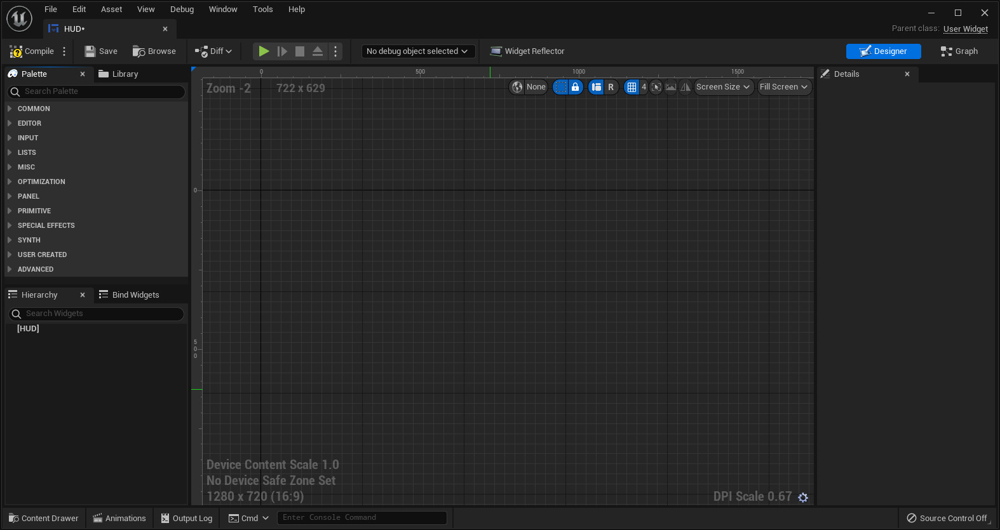 File Edit Asset View Debug Window Tools Help
HUD*
Parent class: User Widget
Compile Save Browse Diff No debug object selected Widget Reflector Designer Graph
Palette Library
Search Palette
COMMON
EDITOR
INPUT
LISTS
MISC
OPTIMIZATION
PANEL
PRIMITIVE
SPECIAL EFFECTS
SYNTH
USER CREATED
ADVANCED
Hierarchy Bind Widgets
Search Widgets
[HUD]
0 500 1000 1500
Zoom -2 722 x 629 None R 4 Screen Size Fill Screen
0
5
0
0
Device Content Scale 1.0
No Device Safe Zone Set
1280 x 720 (16:9)
DPI Scale 0.67
Details
Content Drawer Animations Output Log Cmd Enter Console Command Source Control Off